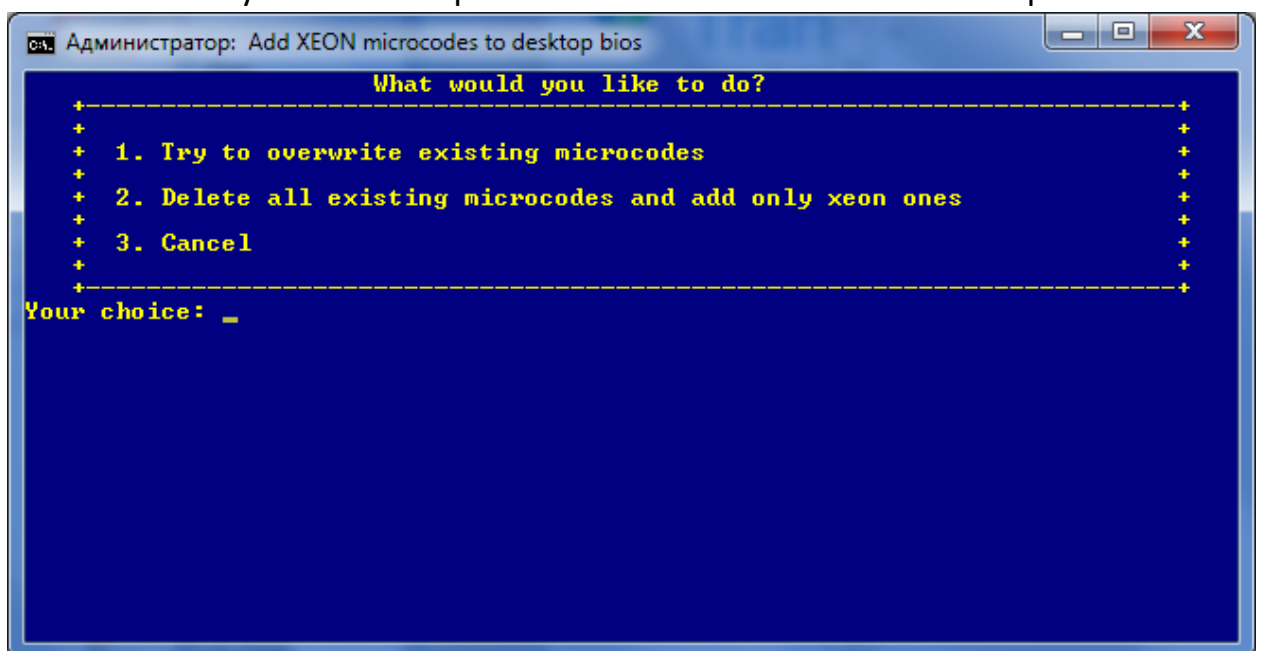 Администратор: Add XEON microcodes to desktop bios
What would you like to do?
1. Try to overwrite existing microcodes
2. Delete all existing microcodes and add only xeon ones
3. Cancel
Your choice: _